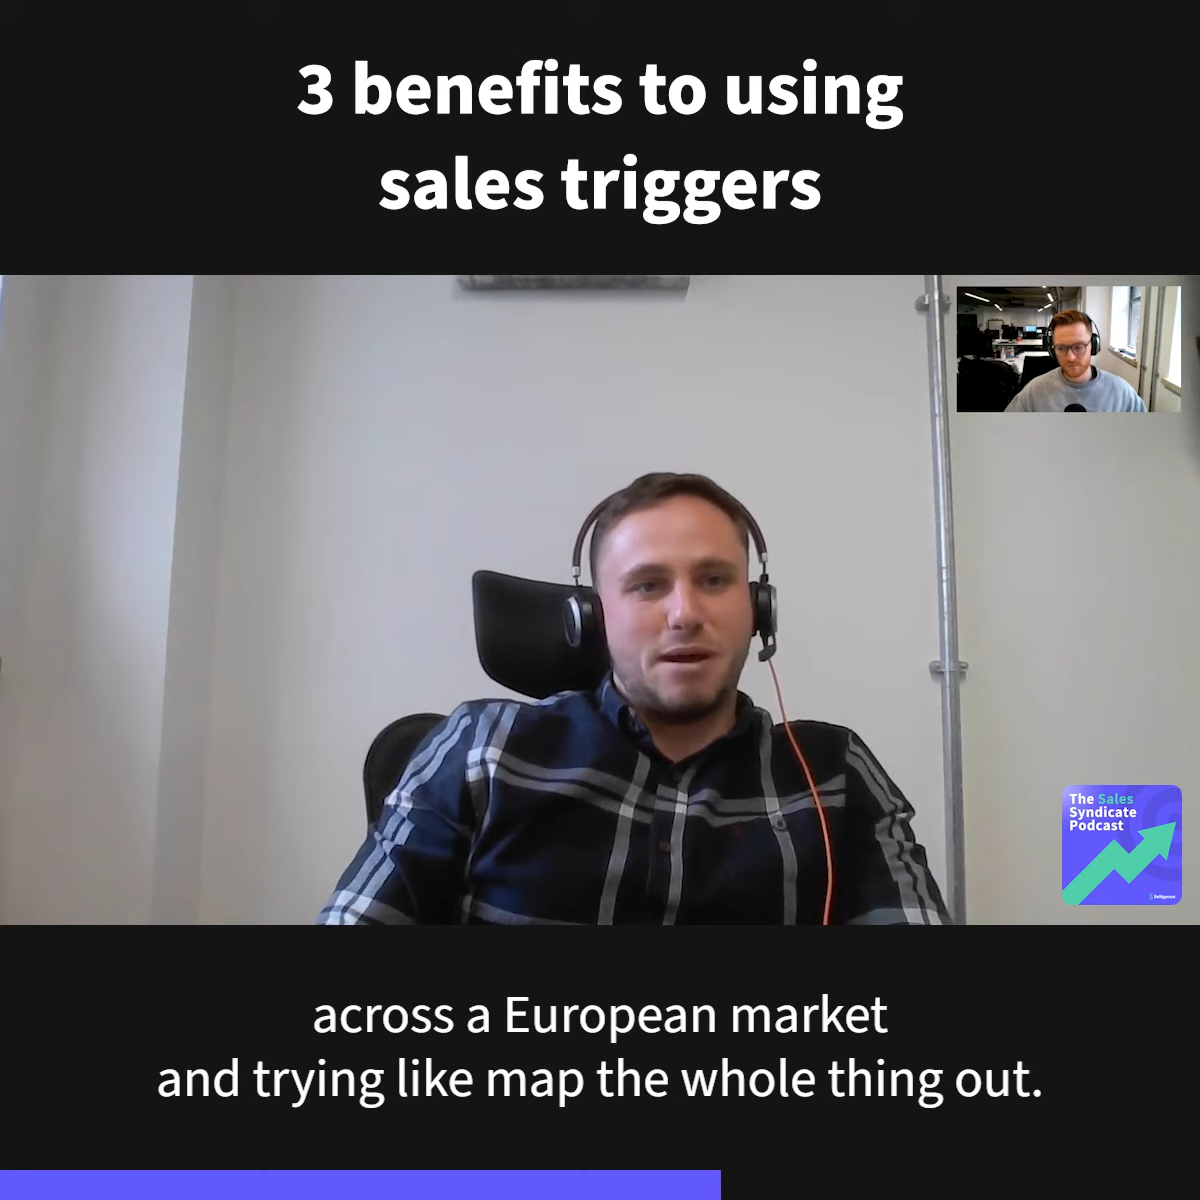 3 benefits to using
sales triggers
The Sales
Syndicate
Podcast
Selligence
across a European market
and trying like map the whole thing out.